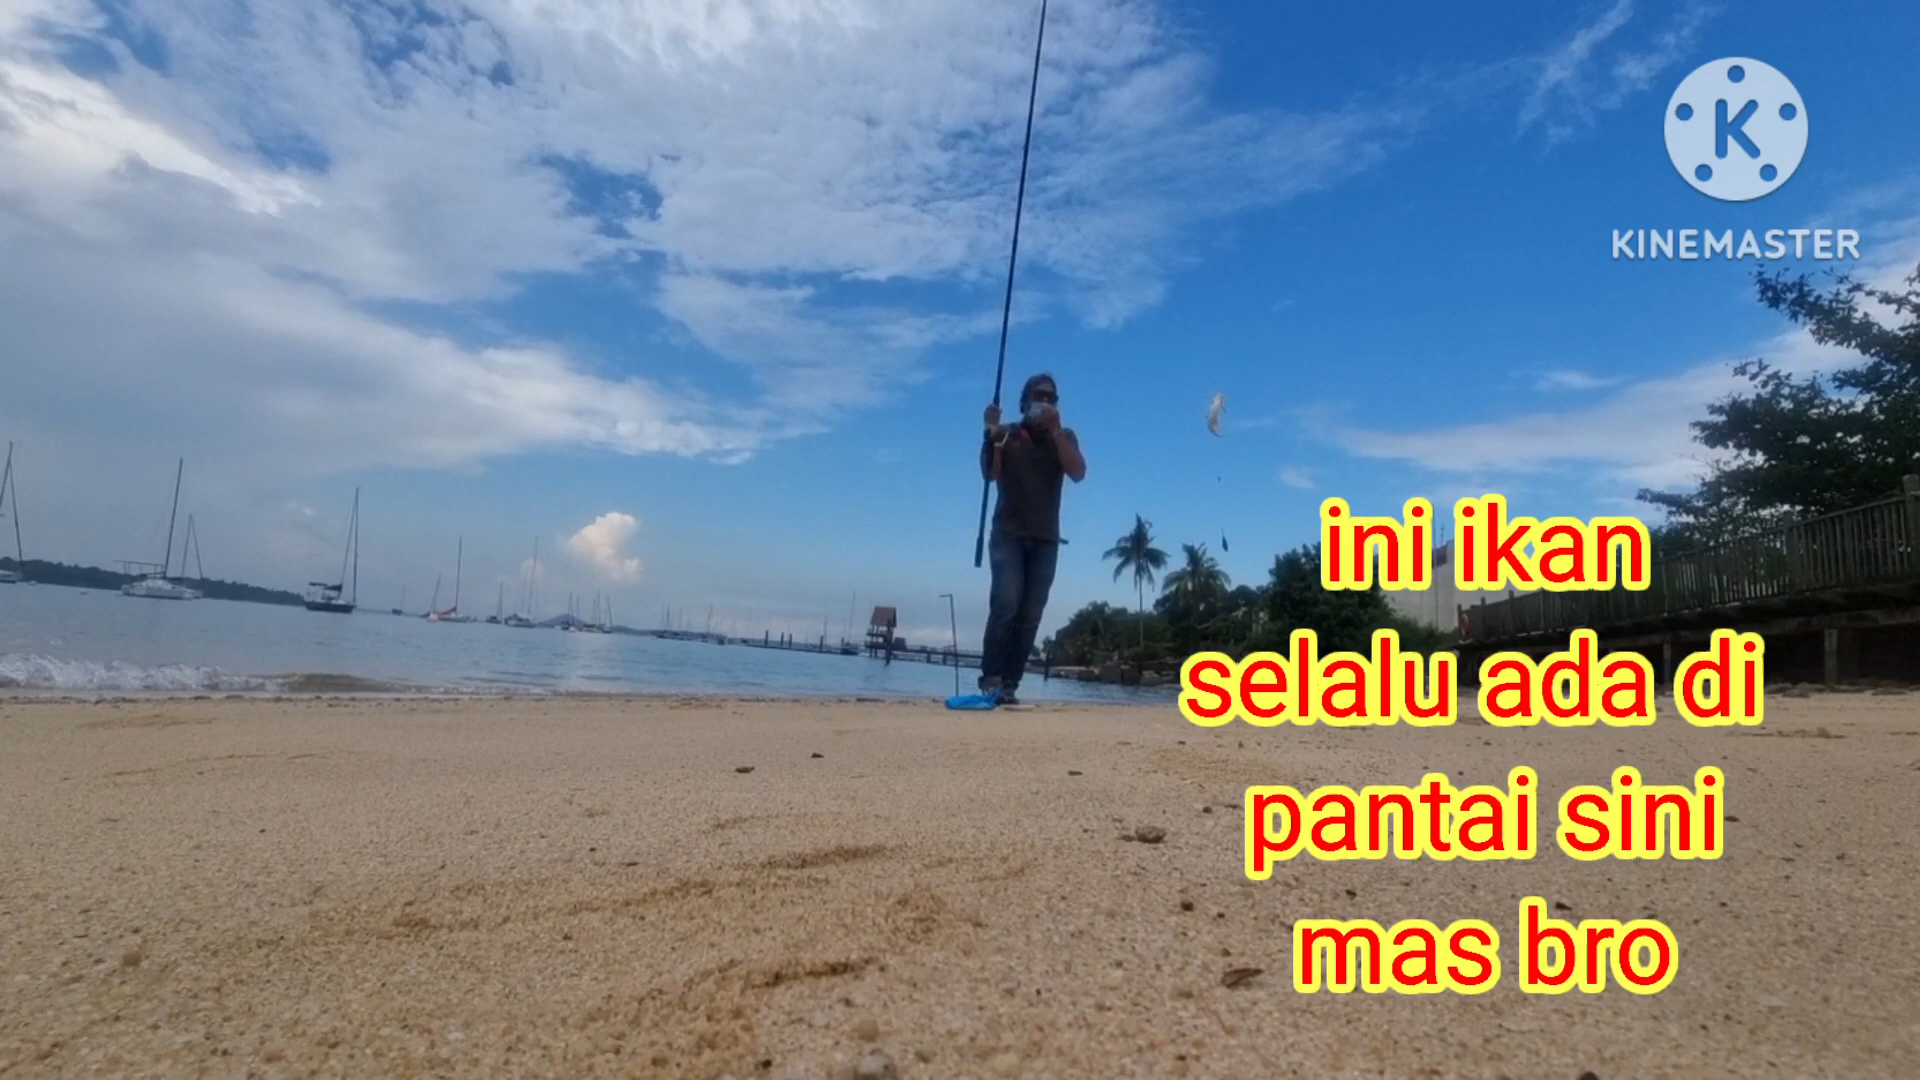 K
KINEMASTER
ini ikan
selalu ada di
pantai sini
mas bro